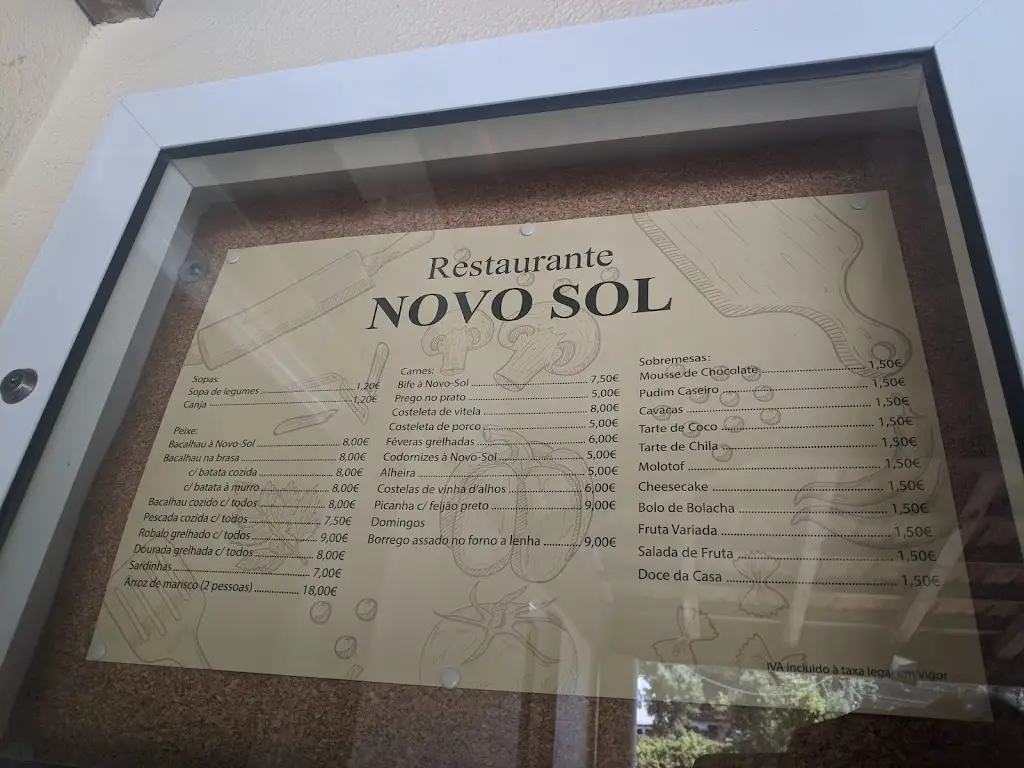 Restaurante
NOVO SOL
Sopas:
Sopa de legumes ........ 1,20€
Canja ........ 1,20€
Peixe:
Bacalhau à Novo-Sol ........ 8,00€
Bacalhau na brasa ........ 8,00€
c/ batata cozida ........ 8,00€
c/ batata à murro ........ 8,00€
Bacalhau cozido c/ todos ........ 8,00€
Pescada cozida c/ todos ........ 7,50€
Robalo grelhado c/ todos ........ 9,00€
Dourada grelhada c/ todos ........ 8,00€
Sardinhas ........ 7,00€
Arroz de marisco (2 pessoas) ........ 18,00€
Carnes:
Bife à Novo-Sol ........ 7,50€
Prego no prato ........ 5,00€
Costeleta de vitela ........ 8,00€
Costeleta de porco ........ 5,00€
Fêveras grelhadas ........ 6,00€
Codornizes à Novo-Sol ........ 5,00€
Alheira ........ 5,00€
Costelas de vinha d'alhos ........ 6,00€
Picanha c/ feijão preto ........ 9,00€
Domingos
Borrego assado no forno a lenha ........ 9,00€
Sobremesas:
Mousse de Chocolate ........ 1,50€
Pudim Caseiro ........ 1,50€
Cavacas ........ 1,50€
Tarte de Coco ........ 1,50€
Tarte de Chila ........ 1,50€
Molotof ........ 1,50€
Cheesecake ........ 1,50€
Bolo de Bolacha ........ 1,50€
Fruta Variada ........ 1,50€
Salada de Fruta ........ 1,50€
Doce da Casa ........ 1,50€
IVA incluido à taxa legal em vigor